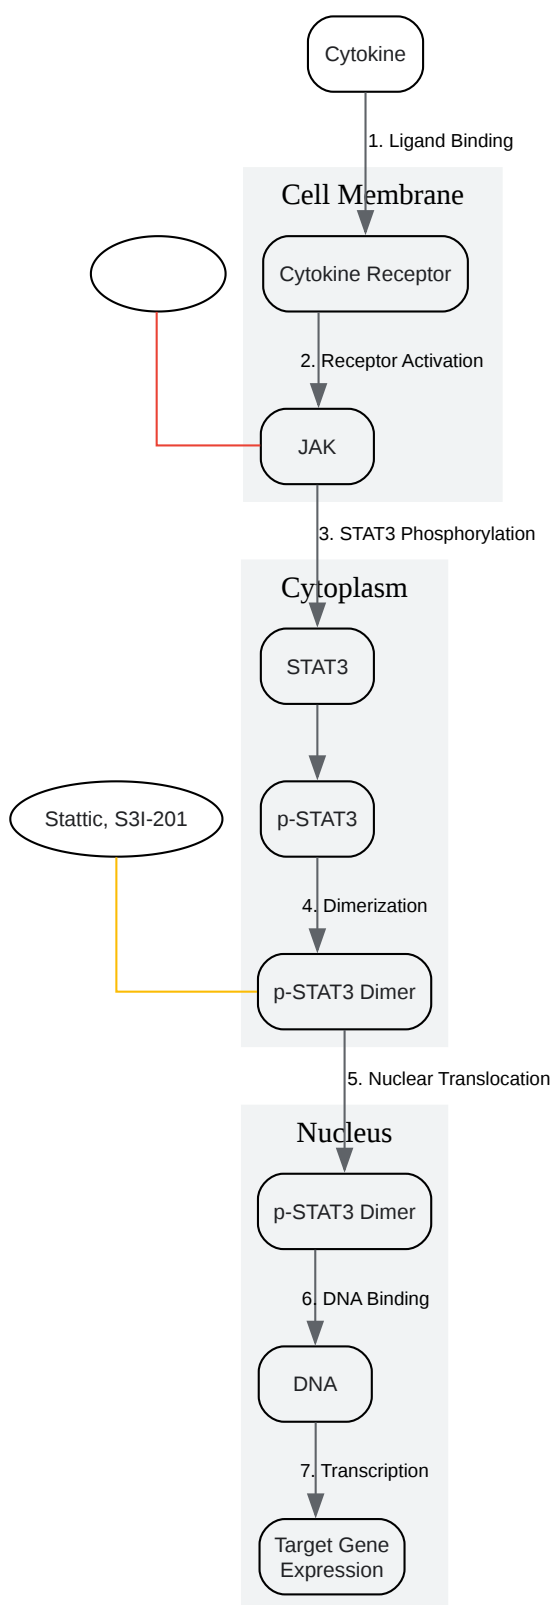 Cytokine
1. Ligand Binding
Cell Membrane
Cytokine Receptor
2. Receptor Activation
JAK
3. STAT3 Phosphorylation
Cytoplasm
STAT3
Stattic, S3I-201
p-STAT3
4. Dimerization
p-STAT3 Dimer
5. Nuclear Translocation
Nucleus
p-STAT3 Dimer
6. DNA Binding
DNA
7. Transcription
Target Gene
Expression